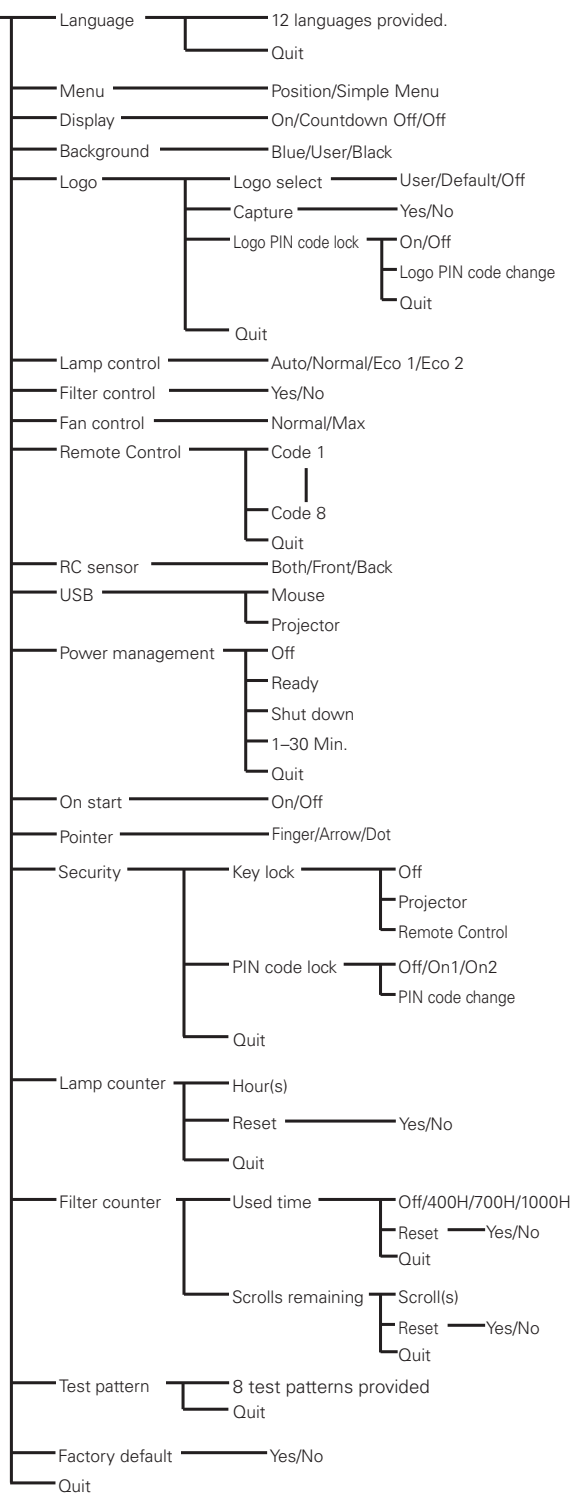 Language 12 languages provided.
Quit
Menu Position/Simple Menu
Display On/Countdown Off/Off
Background Blue/User/Black
Logo Logo select User/Default/Off
Capture Yes/No
Logo PIN code lock On/Off
Logo PIN code change
Quit
Quit
Lamp control Auto/Normal/Eco 1/Eco 2
Filter control Yes/No
Fan control Normal/Max
Remote Control Code 1
Code 8
Quit
RC sensor Both/Front/Back
USB Mouse
Projector
Power management Off
Ready
Shut down
1–30 Min.
Quit
On start On/Off
Pointer Finger/Arrow/Dot
Security Key lock Off
Projector
Remote Control
PIN code lock Off/On1/On2
PIN code change
Quit
Lamp counter Hour(s)
Reset Yes/No
Quit
Filter counter Used time Off/400H/700H/1000H
Reset Yes/No
Quit
Scrolls remaining Scroll(s)
Reset Yes/No
Quit
Test pattern 8 test patterns provided
Quit
Factory default Yes/No
Quit